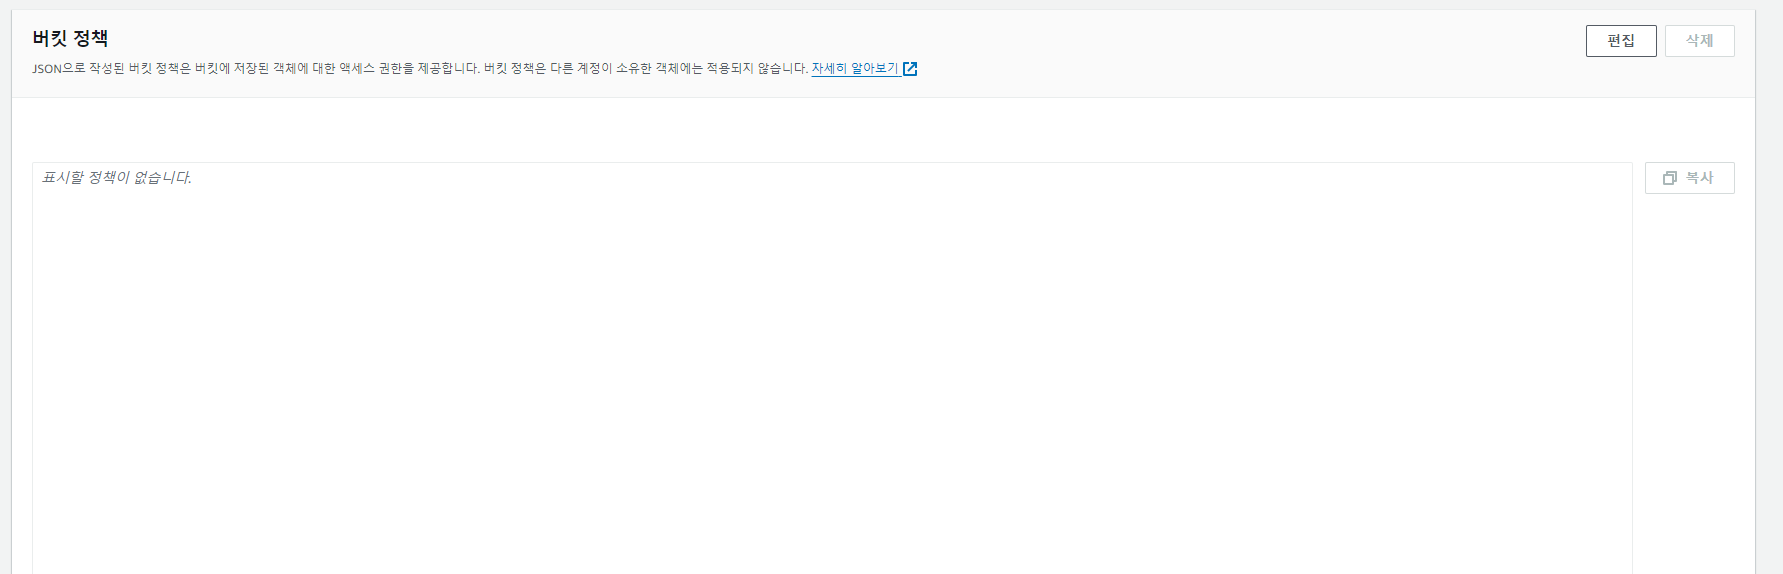 버킷 정책
편집
삭제
JSON으로 작성된 버킷 정책은 버킷에 저장된 객체에 대한 액세스 권한을 제공합니다. 버킷 정책은 다른 계정이 소유한 객체에는 적용되지 않습니다. 자세히 알아보기
표시할 정책이 없습니다.
복사